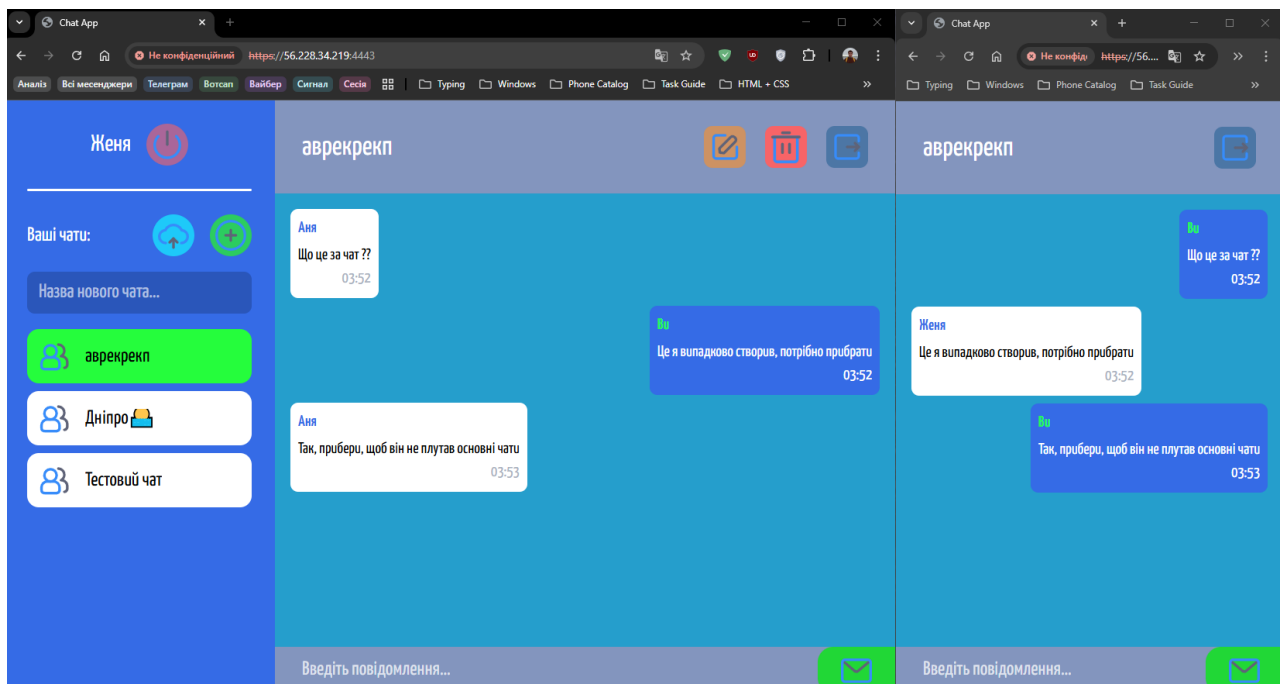 Chat App
Не конфіденційний https://56.228.34.219:4443
Аналіз Всі месенджери Телеграм Вотсап Вайбер Сигнал Сесія Typing Windows Phone Catalog Task Guide HTML + CSS »
Женя
Ваші чати:
Назва нового чата...
аврекрекп
Дніпро
Тестовий чат
аврекрекп
Аня
Що це за чат ??
03:52
Ви
Це я випадково створив, потрібно прибрати
03:52
Аня
Так, прибери, щоб він не плутав основні чати
03:53
Введіть повідомлення...
Chat App
Не конфіде https://56....
Typing Windows Phone Catalog Task Guide »
аврекрекп
Ви
Що це за чат ??
03:52
Женя
Це я випадково створив, потрібно прибрати
03:52
Ви
Так, прибери, щоб він не плутав основні чати
03:53
Введіть повідомлення...